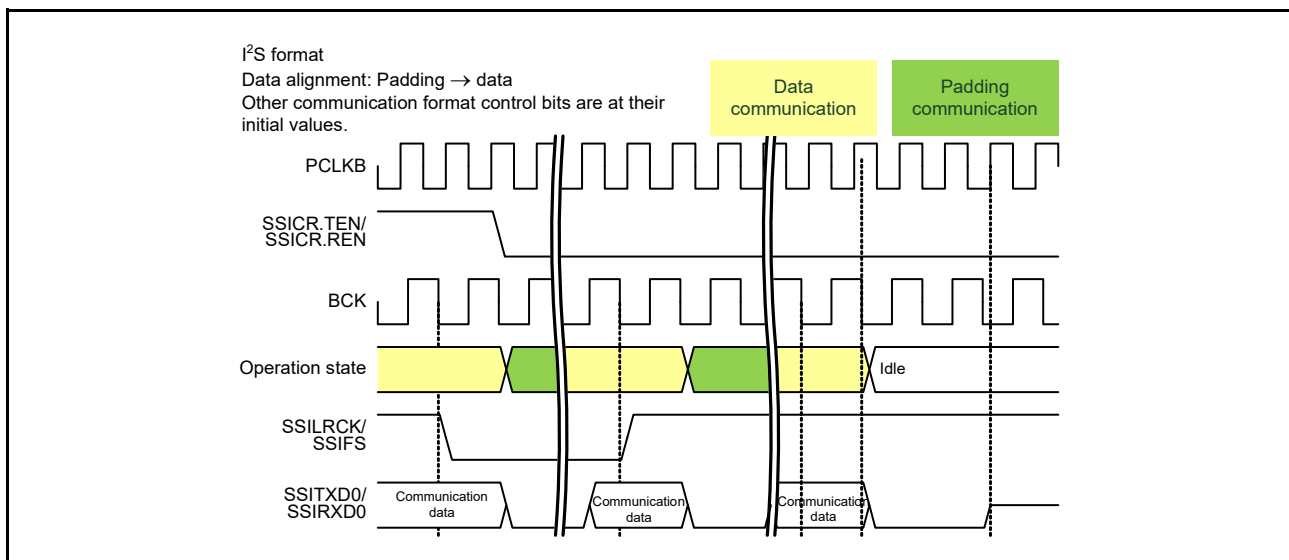 I²S format
Data alignment: Padding → data
Other communication format control bits are at their
initial values.
Data
communication
Padding
communication
PCLKB
SSICR.TEN/
SSICR.REN
BCK
Operation state
Idle
SSILRCK/
SSIFS
SSITXD0/
SSIRXD0
Communication
data
Communication
data
Communication
data